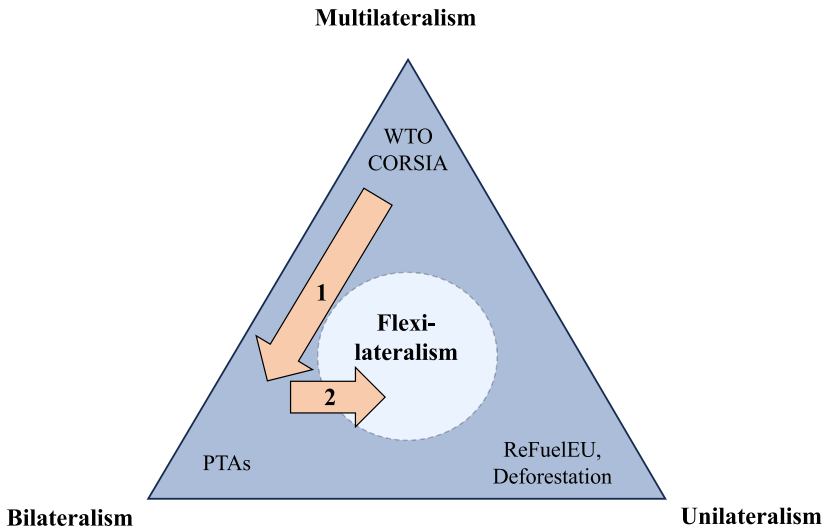 Multilateralism
WTO
CORSIA
1
Flexi-
lateralism
2
PTAs
ReFuelEU,
Deforestation
Bilateralism
Unilateralism